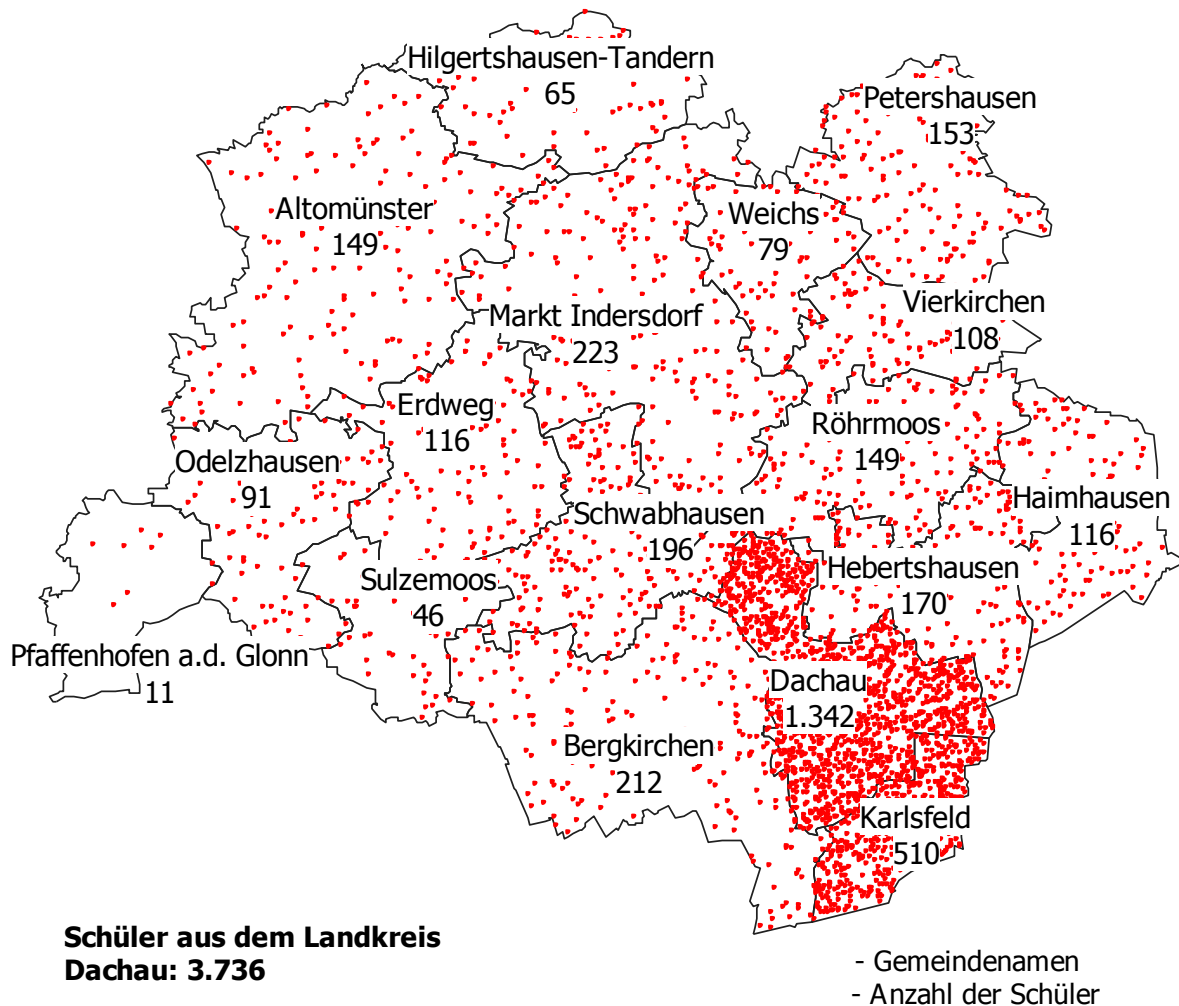 Hilgertshausen-Tandern
65
Petershausen
153
Altomünster
149
Weichs
79
Markt Indersdorf
223
Vierkirchen
108
Erdweg
116
Röhrmoos
149
Odelzhausen
91
Haimhausen
116
Schwabhausen
196
Sulzemoos
46
Hebertshausen
170
Pfaffenhofen a.d. Glonn
11
Dachau
1.342
Bergkirchen
212
Karlsfeld
510
Schüler aus dem Landkreis
Dachau: 3.736
- Gemeindenamen
- Anzahl der Schüler